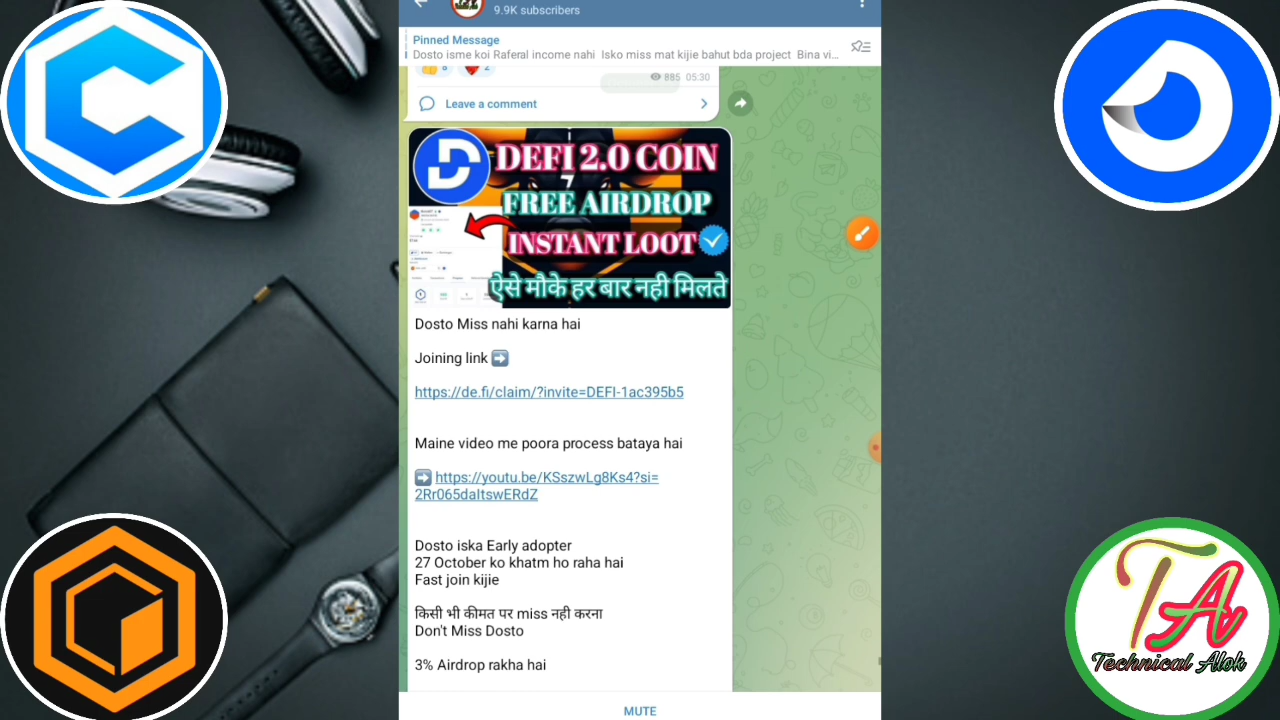 9.9K subscribers
Pinned Message
Dosto isme koi Raferal income nahi Isko miss mat kijie bahut bda project Bina vi...
6 2
885 05:30
Leave a comment
DEFI 2.0 COIN
FREE AIRDROP
INSTANT LOOT
ऐसे मौके हर बार नही मिलते
Dosto Miss nahi karna hai
Joining link
https://de.fi/claim/?invite=DEFI-1ac395b5
Maine video me poora process bataya hai
https://youtu.be/KSszwLg8Ks4?si=
2Rr065daItswERdZ
Dosto iska Early adopter
27 October ko khatm ho raha hai
Fast join kijie
किसी भी कीमत पर miss नही करना
Don't Miss Dosto
3% Airdrop rakha hai
MUTE
TA
Technical Alok